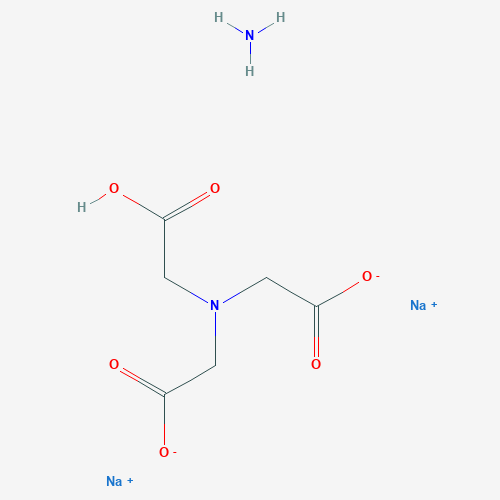 H H
N
H
O O
H
N O -
Na +
O O
O -
Na +